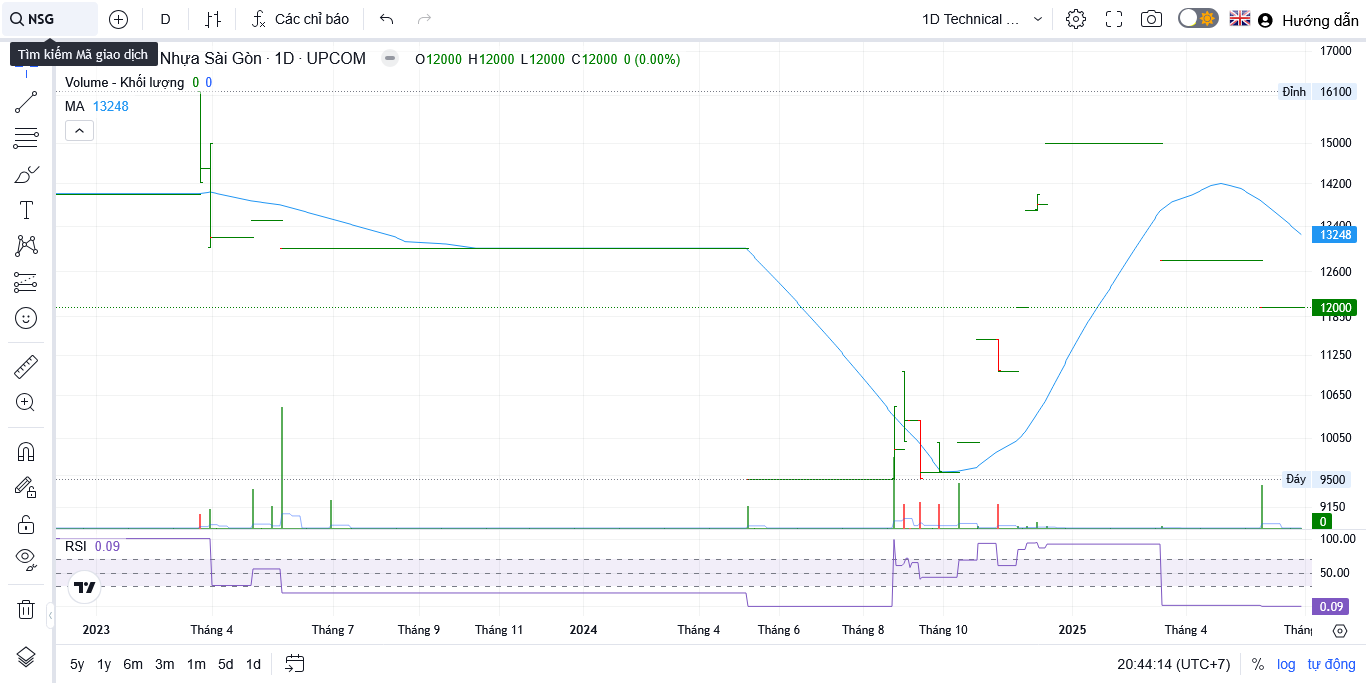 NSG
D
Các chỉ báo
1D Technical ...
Hướng dẫn
Tìm kiếm Mã giao dịch
Nhựa Sài Gòn · 1D · UPCOM
O12000 H12000 L12000 C12000 0 (0.00%)
Volume - Khối lượng 0 0
MA 13248
17000
Đỉnh 16100
15000
14200
13400
13248
12600
12000
11850
11250
10650
10050
Đáy 9500
9150
0
RSI 0.09
100.00
50.00
0.09
2023 Tháng 4 Tháng 7 Tháng 9 Tháng 11 2024 Tháng 4 Tháng 6 Tháng 8 Tháng 10 2025 Tháng 4 Tháng
5y 1y 6m 3m 1m 5d 1d
20:44:14 (UTC+7) % log tự động